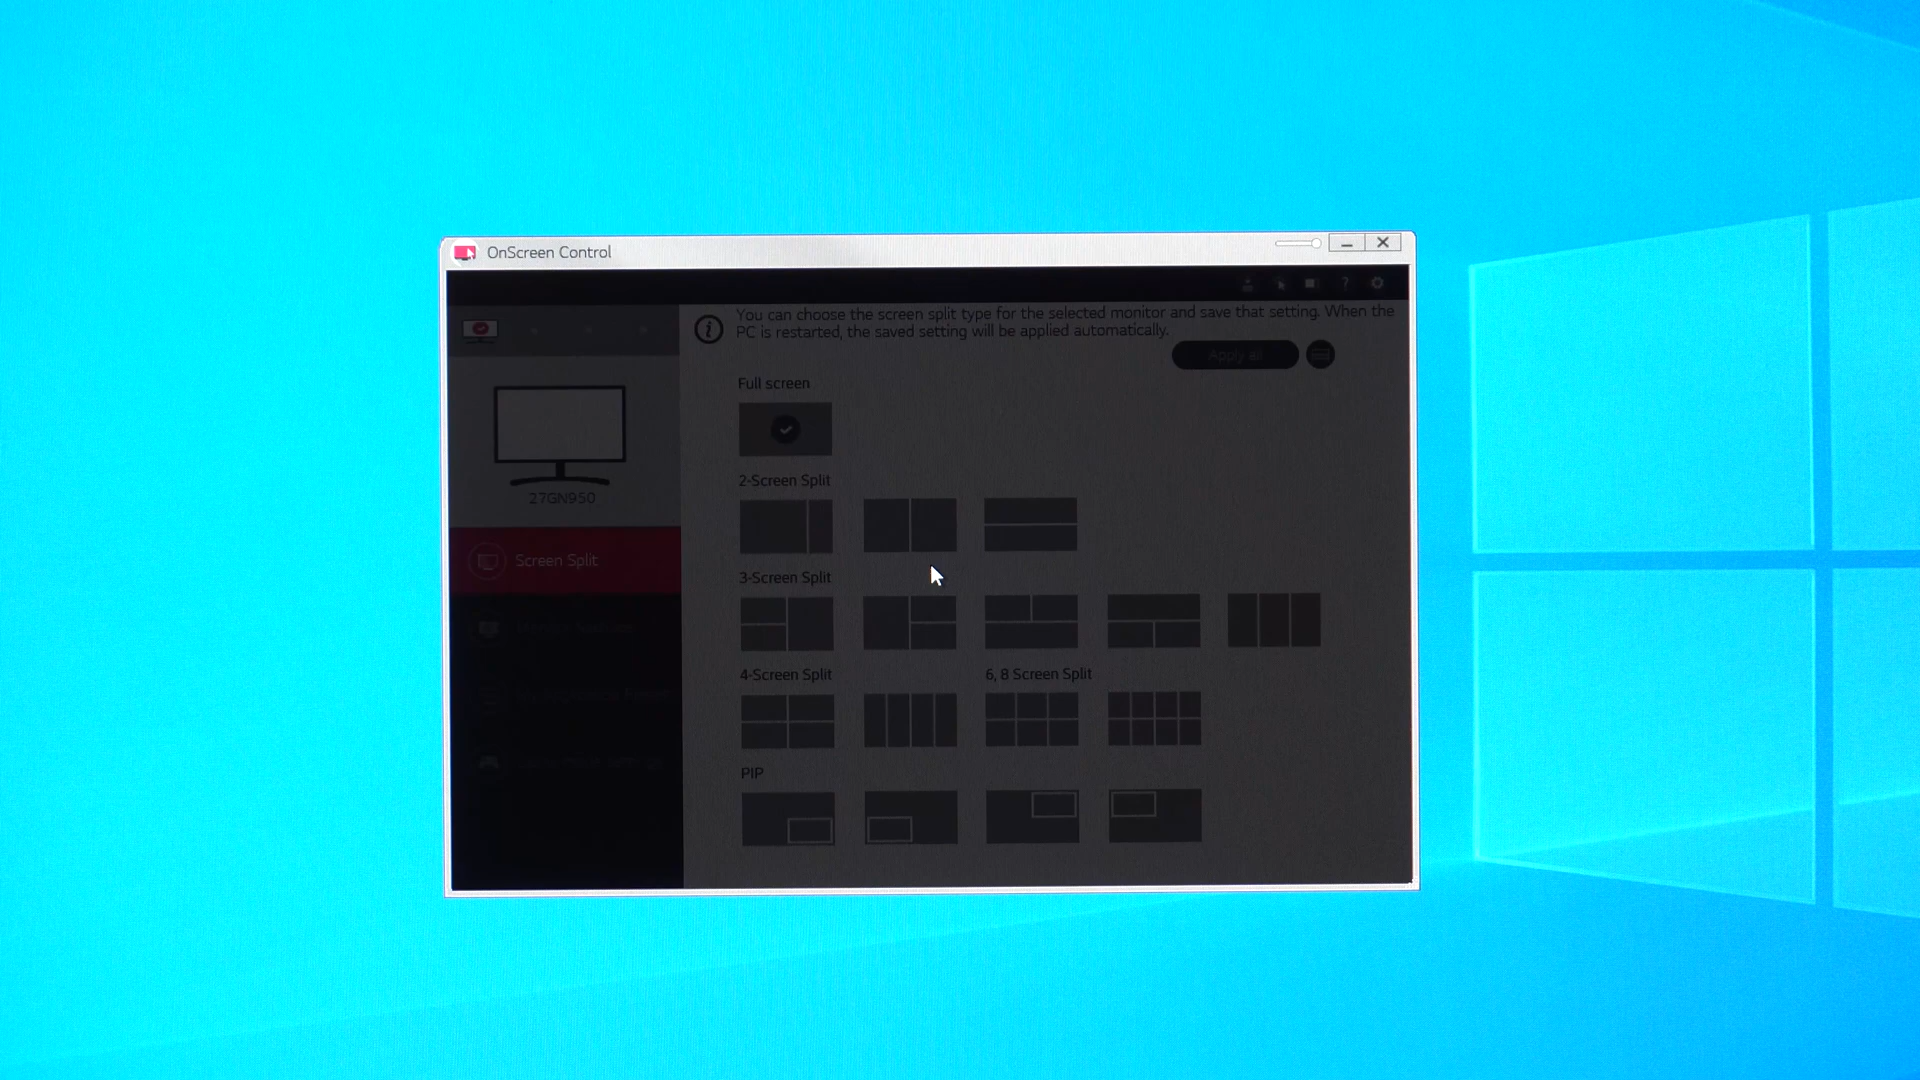 OnScreen Control
?
You can choose the screen split type for the selected monitor and save that setting. When the
PC is restarted, the saved setting will be applied automatically.
Apply all
Full screen
27GN950
2-Screen Split
Screen Split
3-Screen Split
4-Screen Split
6, 8 Screen Split
PIP